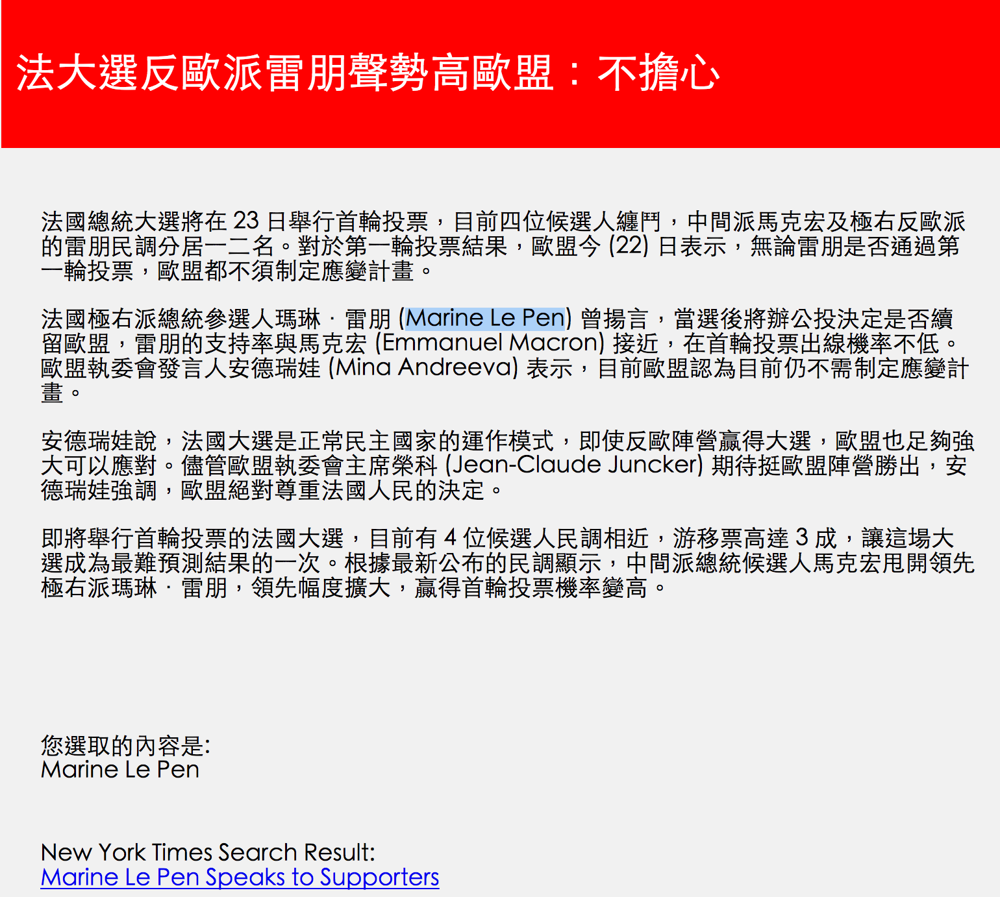 法大選反歐派雷朋聲勢高歐盟：不擔心
法國總統大選將在 23 日舉行首輪投票，目前四位候選人纏鬥，中間派馬克宏及極右反歐派
的雷朋民調分居一二名。對於第一輪投票結果，歐盟今 (22) 日表示，無論雷朋是否通過第
一輪投票，歐盟都不須制定應變計畫。
法國極右派總統參選人瑪琳．雷朋 (Marine Le Pen) 曾揚言，當選後將辦公投決定是否續
留歐盟，雷朋的支持率與馬克宏 (Emmanuel Macron) 接近，在首輪投票出線機率不低。
歐盟執委會發言人安德瑞娃 (Mina Andreeva) 表示，目前歐盟認為目前仍不需制定應變計
畫。
安德瑞娃說，法國大選是正常民主國家的運作模式，即使反歐陣營贏得大選，歐盟也足夠強
大可以應對。儘管歐盟執委會主席榮科 (Jean-Claude Juncker) 期待挺歐盟陣營勝出，安
德瑞娃強調，歐盟絕對尊重法國人民的決定。
即將舉行首輪投票的法國大選，目前有 4 位候選人民調相近，游移票高達 3 成，讓這場大
選成為最難預測結果的一次。根據最新公布的民調顯示，中間派總統候選人馬克宏甩開領先
極右派瑪琳．雷朋，領先幅度擴大，贏得首輪投票機率變高。
您選取的內容是:
Marine Le Pen
New York Times Search Result:
Marine Le Pen Speaks to Supporters